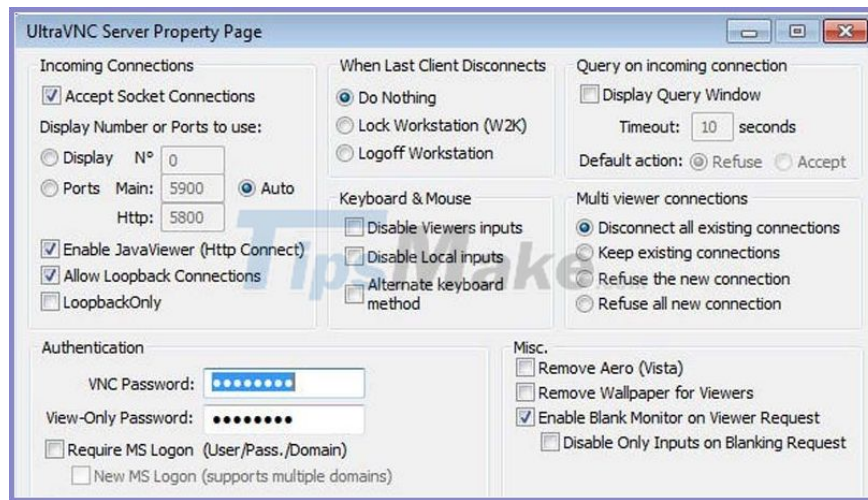 UltraVNC Server Property Page
Incoming Connections
Accept Socket Connections
Display Number or Ports to use:
Display N° 0
Ports Main: 5900 Auto
Http: 5800
Enable JavaViewer (Http Connect)
Allow Loopback Connections
LoopbackOnly
When Last Client Disconnects
Do Nothing
Lock Workstation (W2K)
Logoff Workstation
Keyboard & Mouse
Disable Viewers inputs
Disable Local inputs
Alternate keyboard
method
Query on incoming connection
Display Query Window
Timeout: 10 seconds
Default action: Refuse Accept
Multi viewer connections
Disconnect all existing connections
Keep existing connections
Refuse the new connection
Refuse all new connection
TipsMake.com
Authentication
VNC Password: ●●●●●●●●
View-Only Password: ●●●●●●●●
Require MS Logon (User/Pass./Domain)
New MS Logon (supports multiple domains)
Misc.
Remove Aero (Vista)
Remove Wallpaper for Viewers
Enable Blank Monitor on Viewer Request
Disable Only Inputs on Blanking Request